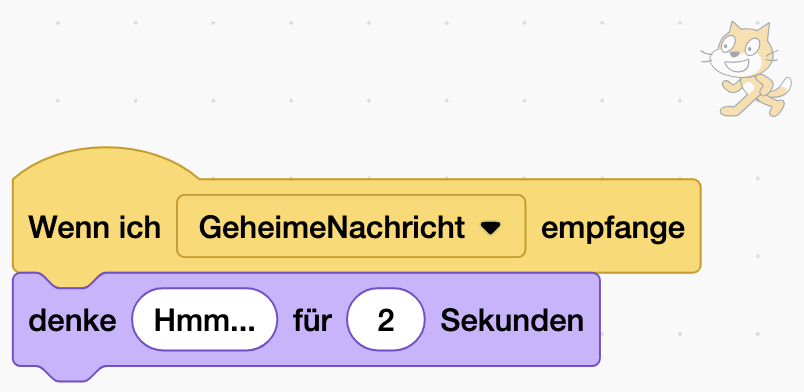 Wenn ich GeheimeNachricht empfange
denke Hmm... für 2 Sekunden